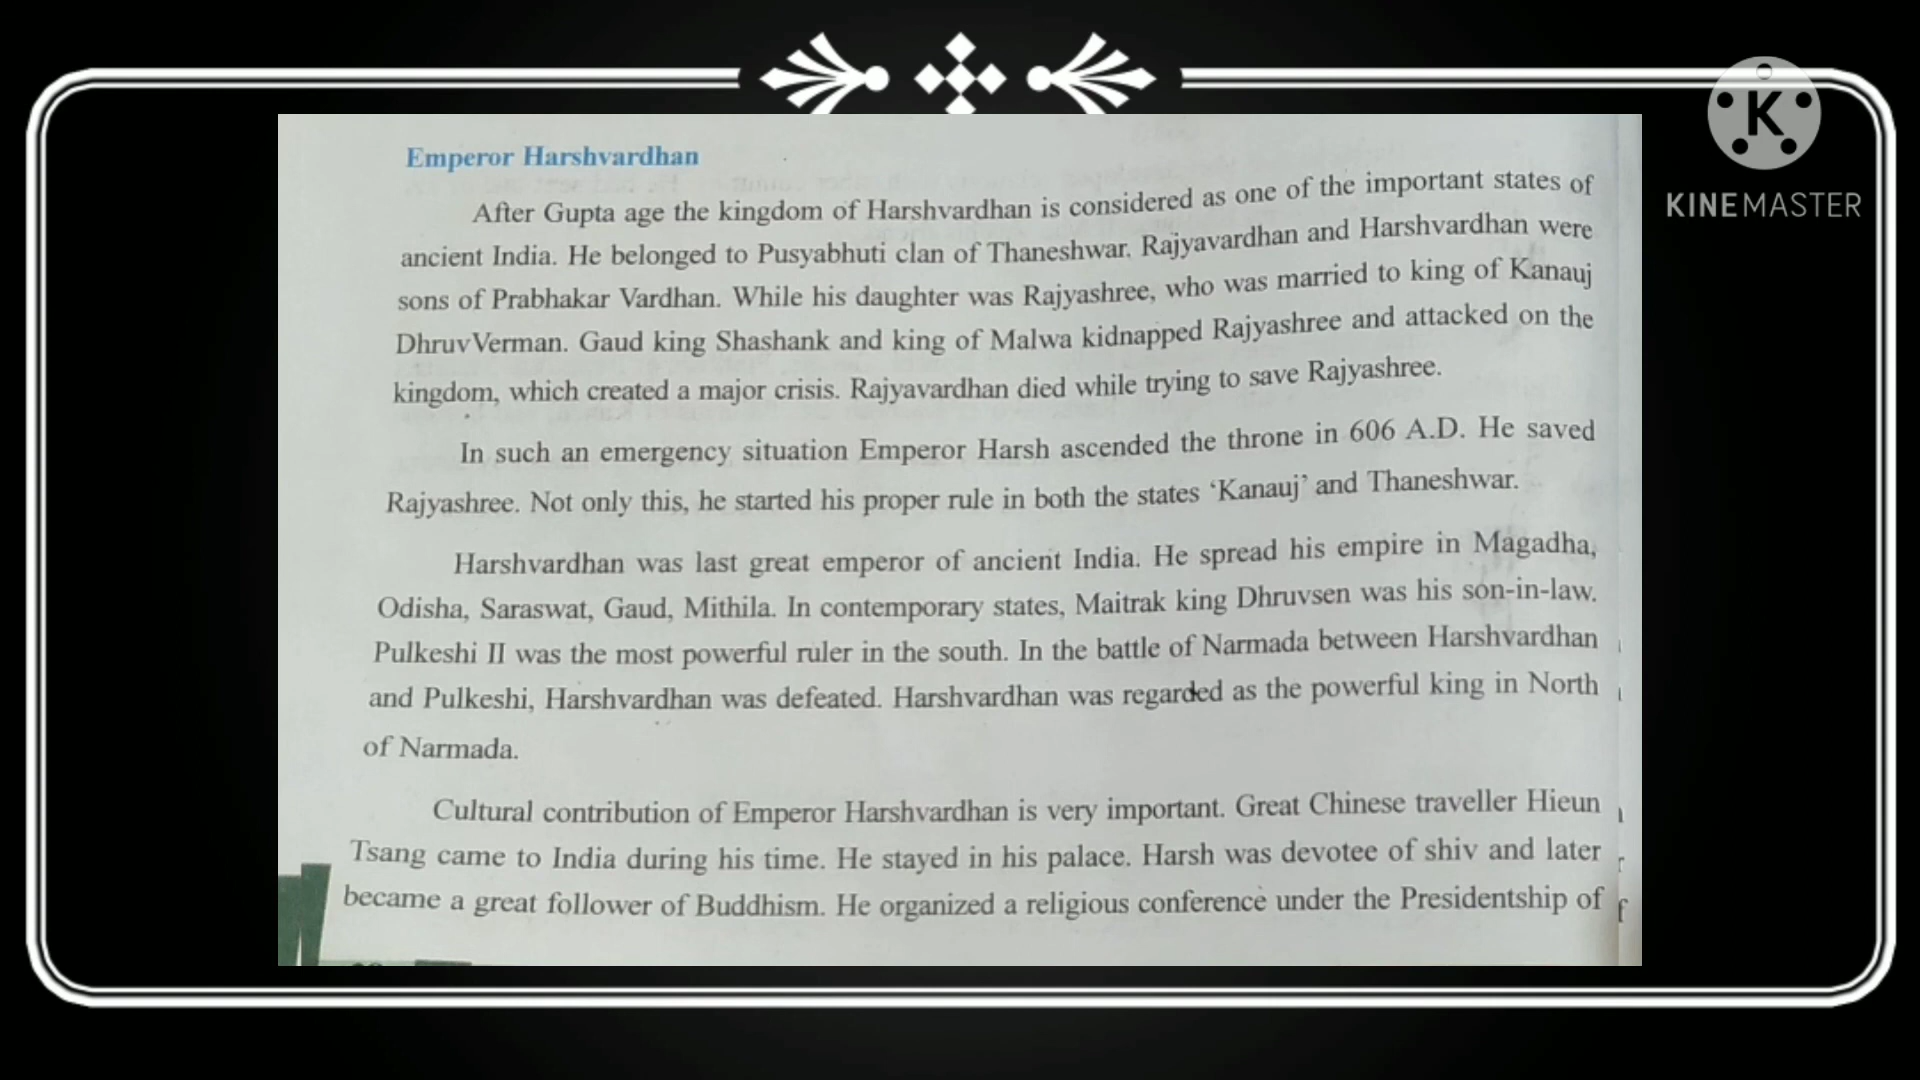 Emperor Harshvardhan
After Gupta age the kingdom of Harshvardhan is considered as one of the important states of
ancient India. He belonged to Pusyabhuti clan of Thaneshwar. Rajyavardhan and Harshvardhan were
sons of Prabhakar Vardhan. While his daughter was Rajyashree, who was married to king of Kanauj
DhruvVerman. Gaud king Shashank and king of Malwa kidnapped Rajyashree and attacked on the
kingdom, which created a major crisis. Rajyavardhan died while trying to save Rajyashree.
In such an emergency situation Emperor Harsh ascended the throne in 606 A.D. He saved
Rajyashree. Not only this, he started his proper rule in both the states ‘Kanauj’ and Thaneshwar.
Harshvardhan was last great emperor of ancient India. He spread his empire in Magadha,
Odisha, Saraswat, Gaud, Mithila. In contemporary states, Maitrak king Dhruvsen was his son-in-law.
Pulkeshi II was the most powerful ruler in the south. In the battle of Narmada between Harshvardhan
and Pulkeshi, Harshvardhan was defeated. Harshvardhan was regarded as the powerful king in North
of Narmada.
Cultural contribution of Emperor Harshvardhan is very important. Great Chinese traveller Hieun
Tsang came to India during his time. He stayed in his palace. Harsh was devotee of shiv and later
became a great follower of Buddhism. He organized a religious conference under the Presidentship of
K
KINEMASTER